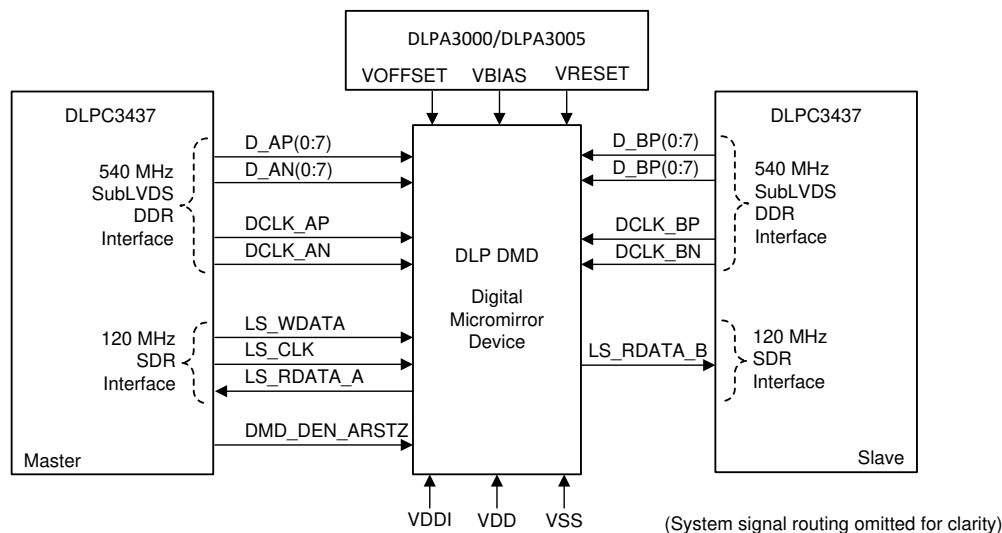 DLPA3000/DLPA3005
VOFFSET VBIAS VRESET
DLPC3437
540 MHz
SubLVDS
DDR
Interface
120 MHz
SDR
Interface
Master
D_AP(0:7)
D_AN(0:7)
DCLK_AP
DCLK_AN
LS_WDATA
LS_CLK
LS_RDATA_A
DMD_DEN_ARSTZ
DLP DMD
Digital
Micromirror
Device
VDDI VDD VSS
D_BP(0:7)
D_BP(0:7)
DCLK_BP
DCLK_BN
LS_RDATA_B
DLPC3437
540 MHz
SubLVDS
DDR
Interface
120 MHz
SDR
Interface
Slave
(System signal routing omitted for clarity)